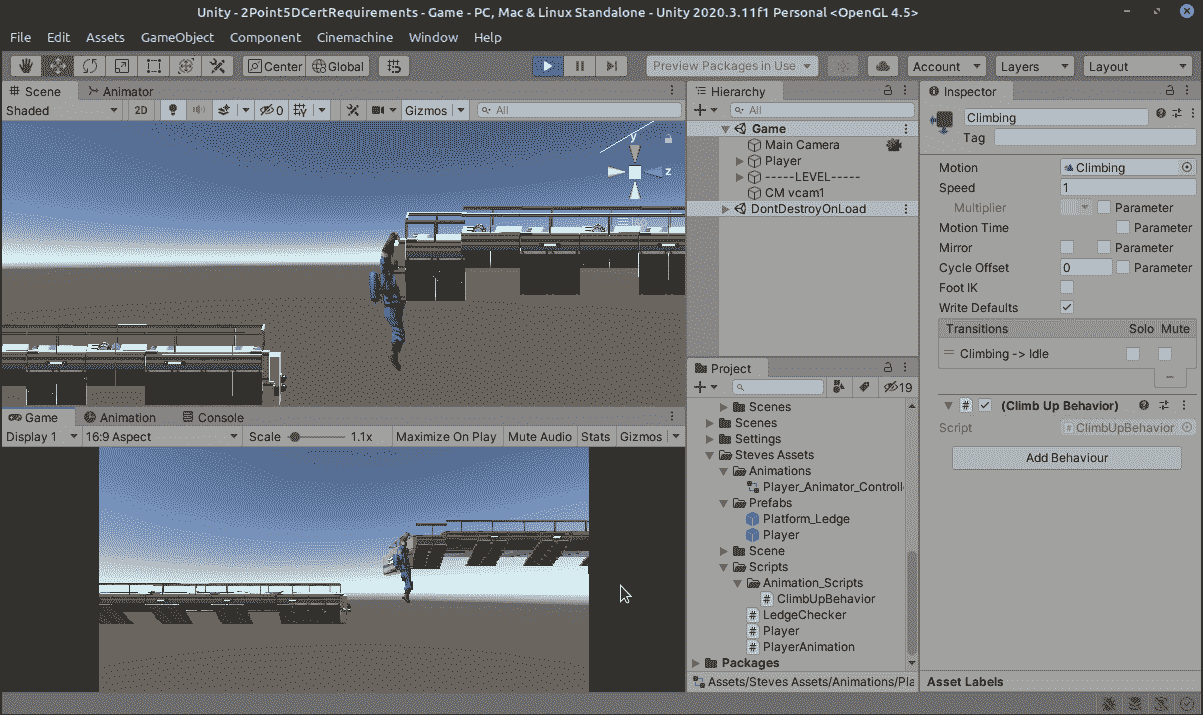 Unity - 2Point5DCertRequirements - Game - PC, Mac & Linux Standalone - Unity 2020.3.11f1 Personal <OpenGL 4.5>
File Edit Assets GameObject Component Cinemachine Window Help
Center Global Preview Packages in Use Account Layers Layout
Scene Animator
Shaded 2D 0 Gizmos All
y
z
Game Animation Console
Display 1 16:9 Aspect Scale 1.1x Maximize On Play Mute Audio Stats Gizmos
Hierarchy
All
Game
Main Camera
Player
-----LEVEL-----
CM vcam1
DontDestroyOnLoad
Project
19
Scenes
Scenes
Settings
Steves Assets
Animations
Player_Animator_Controll
Prefabs
Platform_Ledge
Player
Scene
Scripts
Animation_Scripts
ClimbUpBehavior
LedgeChecker
Player
PlayerAnimation
Packages
Assets/Steves Assets/Animations/Pla
Inspector
Climbing
Tag
Motion Climbing
Speed 1
Multiplier Parameter
Motion Time Parameter
Mirror Parameter
Cycle Offset 0 Parameter
Foot IK
Write Defaults
Transitions Solo Mute
Climbing -> Idle
(Climb Up Behavior)
Script ClimbUpBehavior
Add Behaviour
Asset Labels